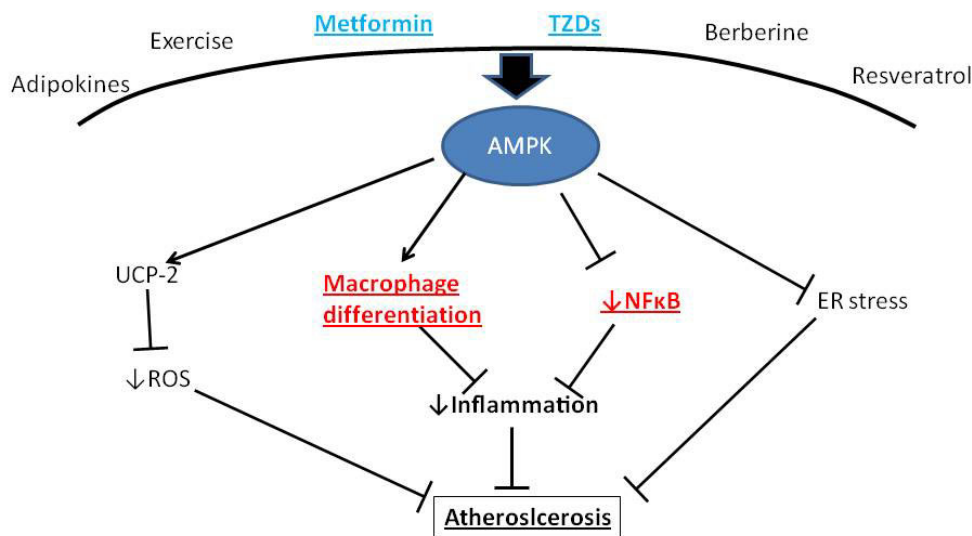 Metformin
TZDs
Exercise
Berberine
Adipokines
Resveratrol
AMPK
UCP-2
Macrophage
differentiation
↓NFκB
ER stress
↓ROS
↓Inflammation
Atheroslcerosis